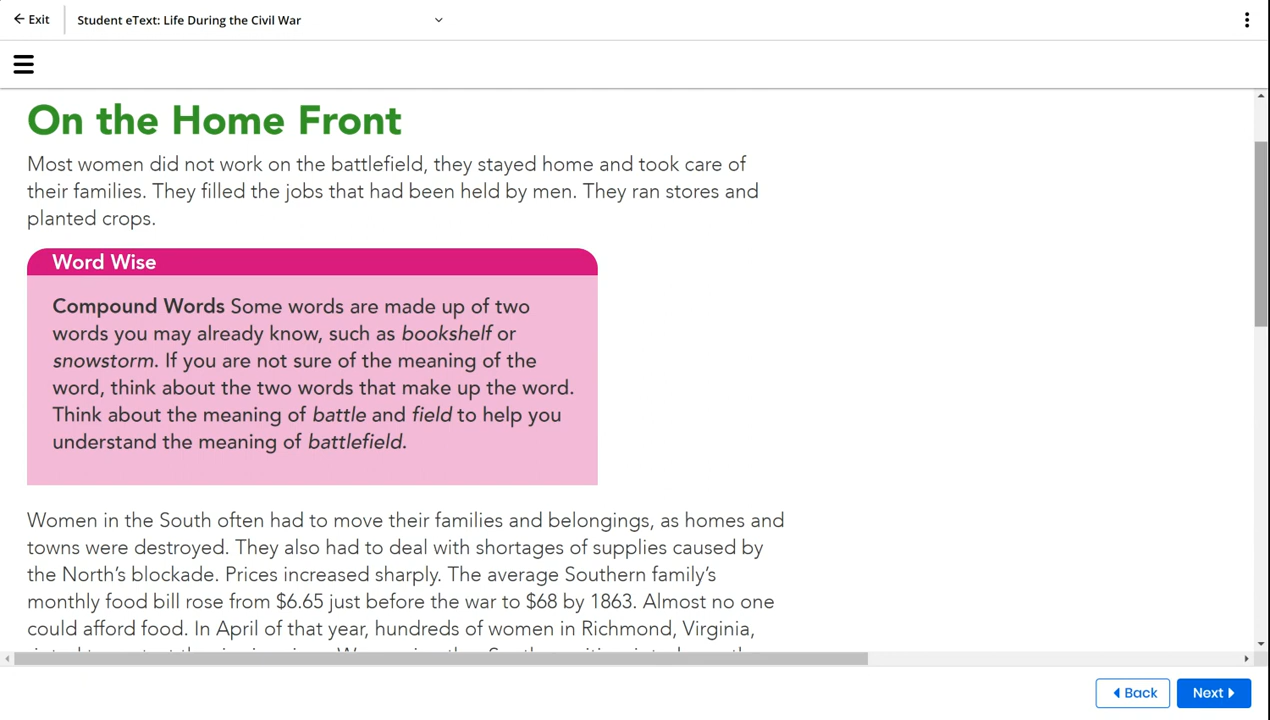 Exit
Student eText: Life During the Civil War
On the Home Front
Most women did not work on the battlefield, they stayed home and took care of
their families. They filled the jobs that had been held by men. They ran stores and
planted crops.
Word Wise
Compound Words Some words are made up of two
words you may already know, such as bookshelf or
snowstorm. If you are not sure of the meaning of the
word, think about the two words that make up the word.
Think about the meaning of battle and field to help you
understand the meaning of battlefield.
Women in the South often had to move their families and belongings, as homes and
towns were destroyed. They also had to deal with shortages of supplies caused by
the North’s blockade. Prices increased sharply. The average Southern family’s
monthly food bill rose from $6.65 just before the war to $68 by 1863. Almost no one
could afford food. In April of that year, hundreds of women in Richmond, Virginia,
Back
Next